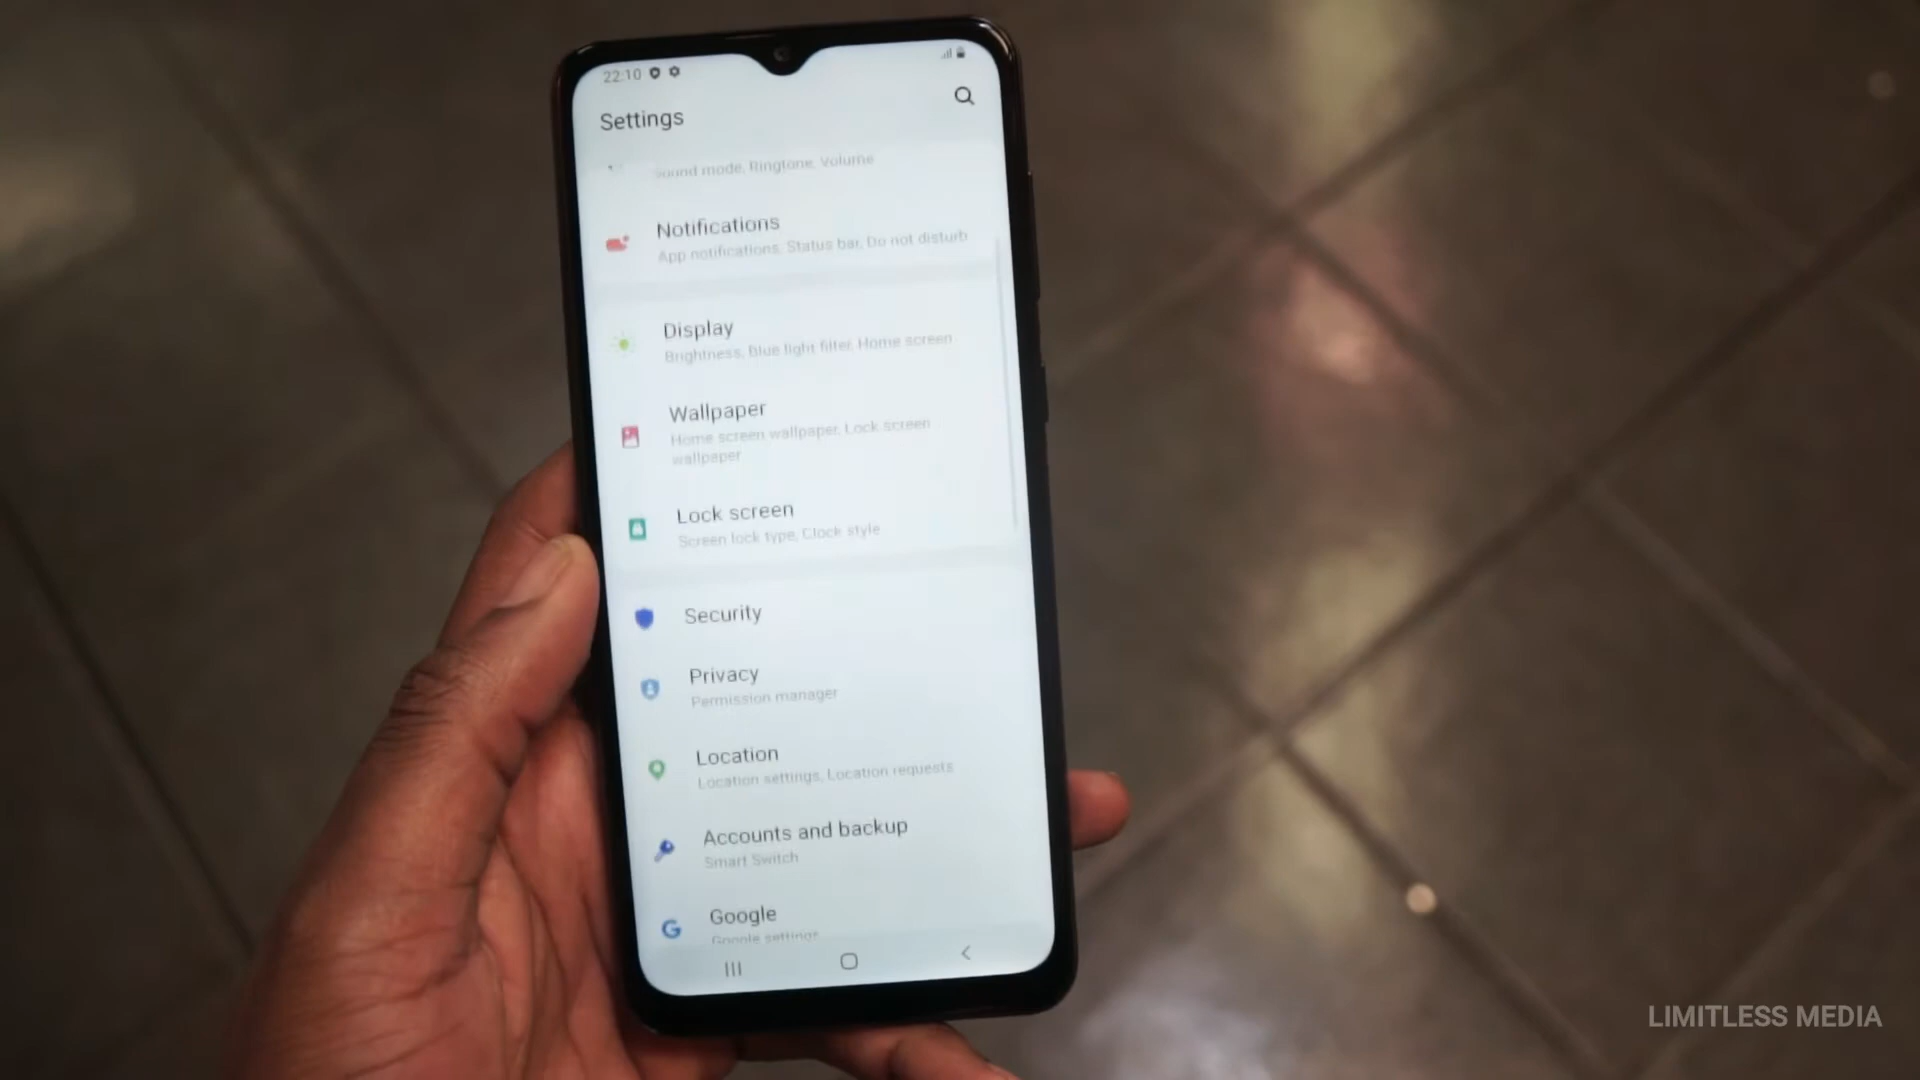 22:10
Settings
sound mode, Ringtone, Volume
Notifications
App notifications, Status bar, Do not disturb
Display
Brightness, Blue light filter, Home screen
Wallpaper
Home screen wallpaper, Lock screen
wallpaper
Lock screen
Screen lock type, Clock style
Security
Privacy
Permission manager
Location
Location settings, Location requests
Accounts and backup
Smart Switch
Google
Google settings
LIMITLESS MEDIA